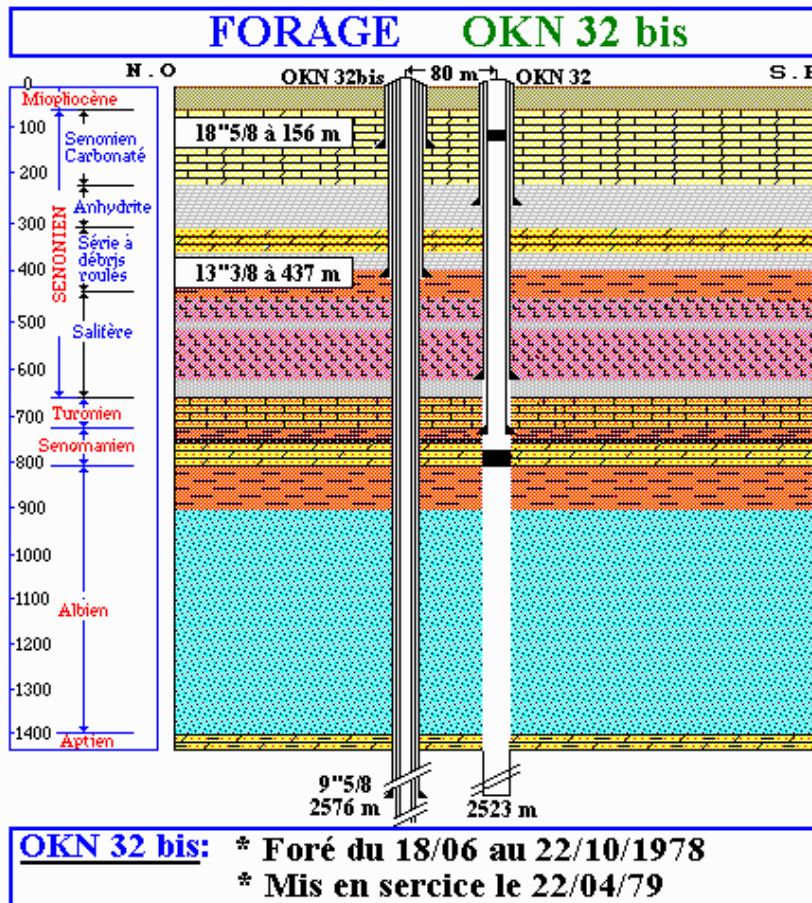 FORAGE OKN 32 bis
N.O OKN 32bis 80 m OKN 32
0
Miopliocène
100
Senonien
Carbonaté
18"5/8 à 156 m
200
Anhydrite
300
SENONIEN
Série à
débris
roulés
400
13"3/8 à 437 m
500
Salifère
600
700
Turonien
Senomanien
800
900
1000
1100
Albien
1200
1300
1400
Aptien
9"5/8
2576 m
2523 m
OKN 32 bis: * Foré du 18/06 au 22/10/1978
* Mis en sercice le 22/04/79